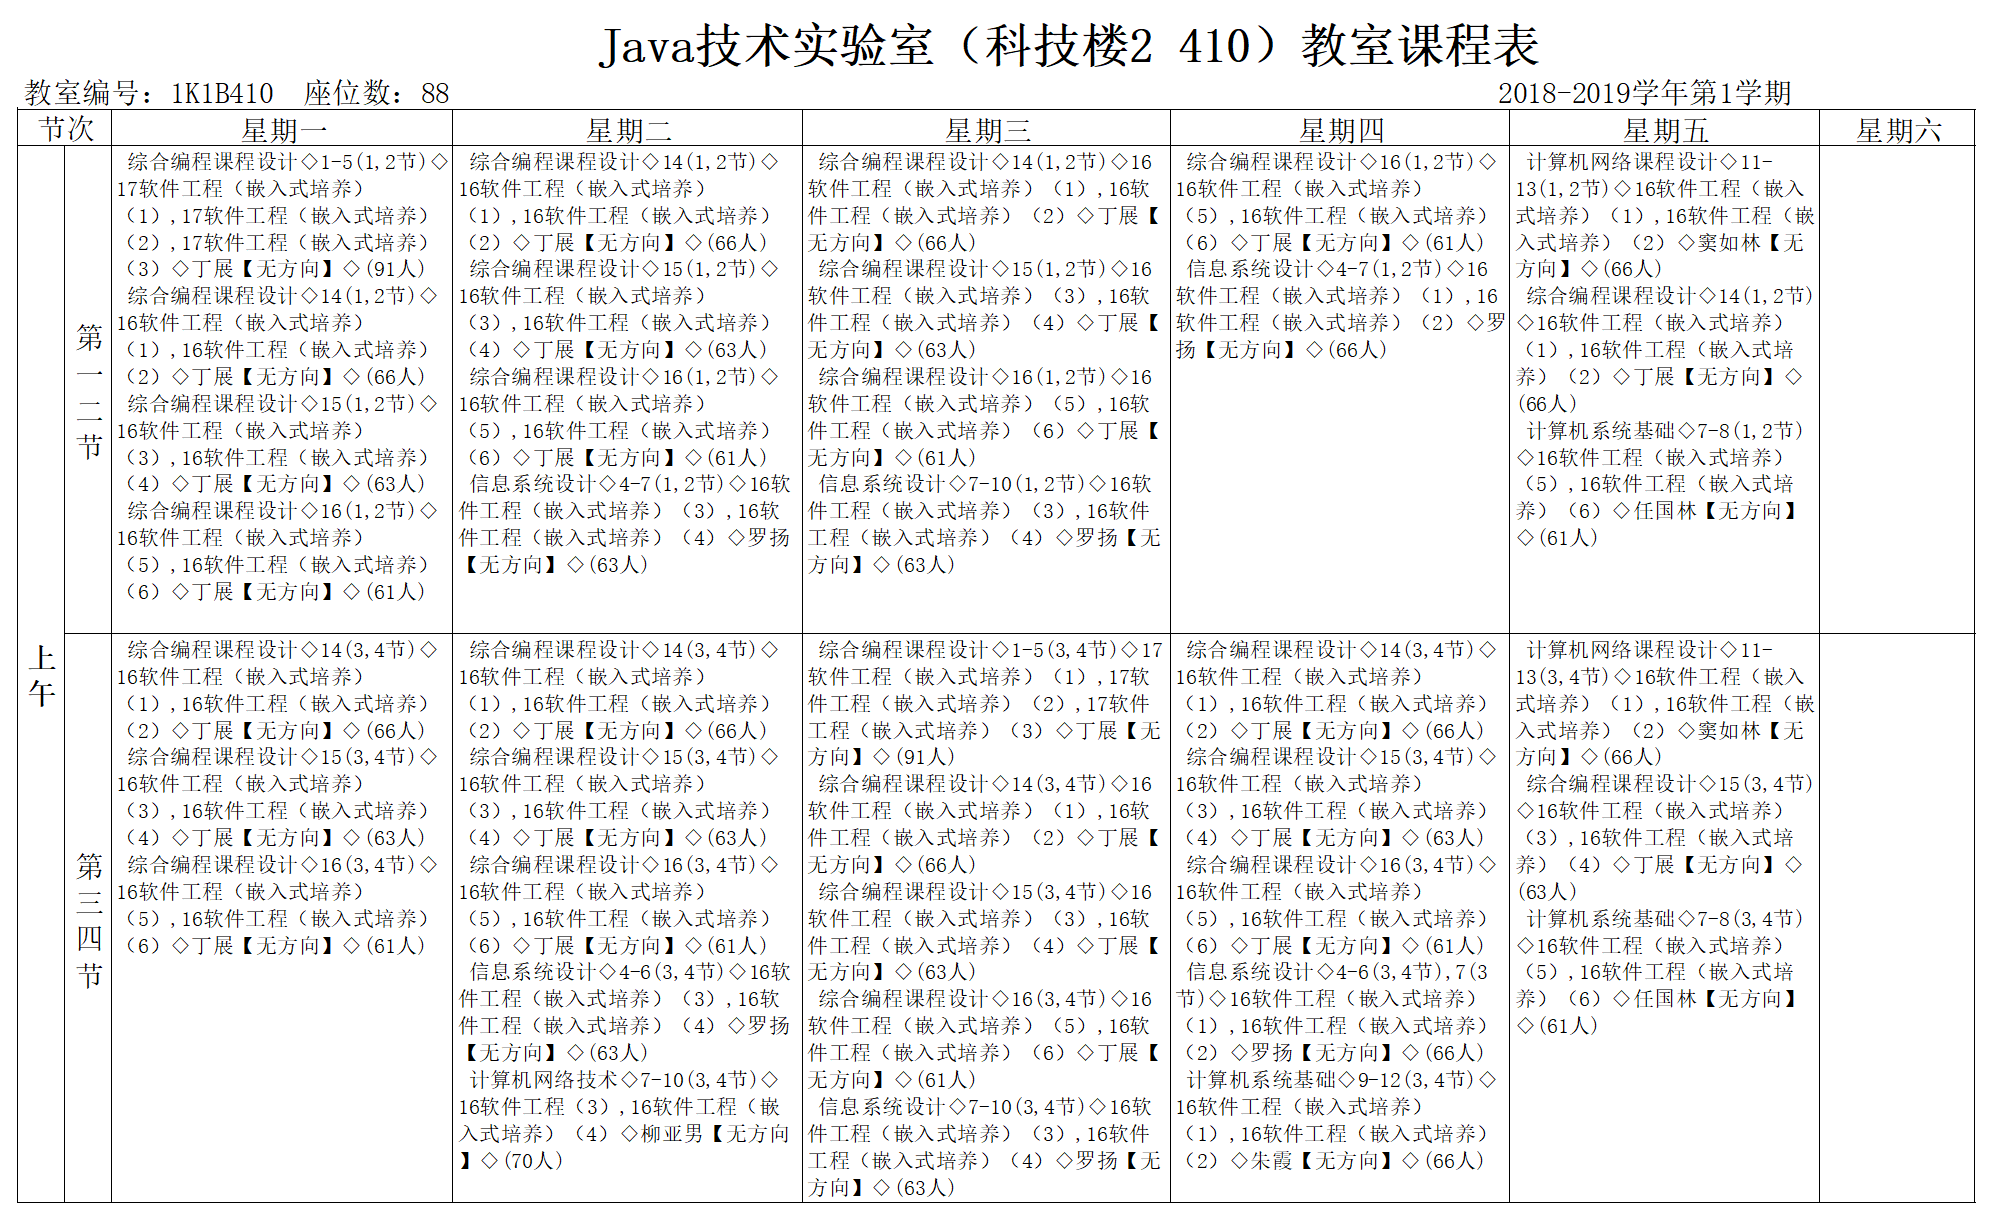 Java技术实验室（科技楼2 410）教室课程表
教室编号：1K1B410 座位数：88
2018-2019学年第1学期
节次 星期一 星期二 星期三 星期四 星期五 星期六
上午
第一二节
综合编程课程设计◇1-5(1,2节)◇
17软件工程（嵌入式培养）
（1）,17软件工程（嵌入式培养）
（2）,17软件工程（嵌入式培养）
（3）◇丁展【无方向】◇(91人)
综合编程课程设计◇14(1,2节)◇
16软件工程（嵌入式培养）
（1）,16软件工程（嵌入式培养）
（2）◇丁展【无方向】◇(66人)
综合编程课程设计◇15(1,2节)◇
16软件工程（嵌入式培养）
（3）,16软件工程（嵌入式培养）
（4）◇丁展【无方向】◇(63人)
综合编程课程设计◇16(1,2节)◇
16软件工程（嵌入式培养）
（5）,16软件工程（嵌入式培养）
（6）◇丁展【无方向】◇(61人)
综合编程课程设计◇14(1,2节)◇
16软件工程（嵌入式培养）
（1）,16软件工程（嵌入式培养）
（2）◇丁展【无方向】◇(66人)
综合编程课程设计◇15(1,2节)◇
16软件工程（嵌入式培养）
（3）,16软件工程（嵌入式培养）
（4）◇丁展【无方向】◇(63人)
综合编程课程设计◇16(1,2节)◇
16软件工程（嵌入式培养）
（5）,16软件工程（嵌入式培养）
（6）◇丁展【无方向】◇(61人)
信息系统设计◇4-7(1,2节)◇16软
件工程（嵌入式培养）（3）,16软
件工程（嵌入式培养）（4）◇罗扬
【无方向】◇(63人)
综合编程课程设计◇14(1,2节)◇16
软件工程（嵌入式培养）（1）,16软
件工程（嵌入式培养）（2）◇丁展【
无方向】◇(66人)
综合编程课程设计◇15(1,2节)◇16
软件工程（嵌入式培养）（3）,16软
件工程（嵌入式培养）（4）◇丁展【
无方向】◇(63人)
综合编程课程设计◇16(1,2节)◇16
软件工程（嵌入式培养）（5）,16软
件工程（嵌入式培养）（6）◇丁展【
无方向】◇(61人)
信息系统设计◇7-10(1,2节)◇16软
件工程（嵌入式培养）（3）,16软件
工程（嵌入式培养）（4）◇罗扬【无
方向】◇(63人)
综合编程课程设计◇16(1,2节)◇
16软件工程（嵌入式培养）
（5）,16软件工程（嵌入式培养）
（6）◇丁展【无方向】◇(61人)
信息系统设计◇4-7(1,2节)◇16
软件工程（嵌入式培养）（1）,16
软件工程（嵌入式培养）（2）◇罗
扬【无方向】◇(66人)
计算机网络课程设计◇11-
13(1,2节)◇16软件工程（嵌入
式培养）（1）,16软件工程（嵌
入式培养）（2）◇窦如林【无
方向】◇(66人)
综合编程课程设计◇14(1,2节)
◇16软件工程（嵌入式培养）
（1）,16软件工程（嵌入式培
养）（2）◇丁展【无方向】◇
(66人)
计算机系统基础◇7-8(1,2节)
◇16软件工程（嵌入式培养）
（5）,16软件工程（嵌入式培
养）（6）◇任国林【无方向】
◇(61人)
第三四节
综合编程课程设计◇14(3,4节)◇
16软件工程（嵌入式培养）
（1）,16软件工程（嵌入式培养）
（2）◇丁展【无方向】◇(66人)
综合编程课程设计◇15(3,4节)◇
16软件工程（嵌入式培养）
（3）,16软件工程（嵌入式培养）
（4）◇丁展【无方向】◇(63人)
综合编程课程设计◇16(3,4节)◇
16软件工程（嵌入式培养）
（5）,16软件工程（嵌入式培养）
（6）◇丁展【无方向】◇(61人)
综合编程课程设计◇14(3,4节)◇
16软件工程（嵌入式培养）
（1）,16软件工程（嵌入式培养）
（2）◇丁展【无方向】◇(66人)
综合编程课程设计◇15(3,4节)◇
16软件工程（嵌入式培养）
（3）,16软件工程（嵌入式培养）
（4）◇丁展【无方向】◇(63人)
综合编程课程设计◇16(3,4节)◇
16软件工程（嵌入式培养）
（5）,16软件工程（嵌入式培养）
（6）◇丁展【无方向】◇(61人)
信息系统设计◇4-6(3,4节)◇16软
件工程（嵌入式培养）（3）,16软
件工程（嵌入式培养）（4）◇罗扬
【无方向】◇(63人)
计算机网络技术◇7-10(3,4节)◇
16软件工程（3）,16软件工程（嵌
入式培养）（4）◇柳亚男【无方向
】◇(70人)
综合编程课程设计◇1-5(3,4节)◇17
软件工程（嵌入式培养）（1）,17软
件工程（嵌入式培养）（2）,17软件
工程（嵌入式培养）（3）◇丁展【无
方向】◇(91人)
综合编程课程设计◇14(3,4节)◇16
软件工程（嵌入式培养）（1）,16软
件工程（嵌入式培养）（2）◇丁展【
无方向】◇(66人)
综合编程课程设计◇15(3,4节)◇16
软件工程（嵌入式培养）（3）,16软
件工程（嵌入式培养）（4）◇丁展【
无方向】◇(63人)
综合编程课程设计◇16(3,4节)◇16
软件工程（嵌入式培养）（5）,16软
件工程（嵌入式培养）（6）◇丁展【
无方向】◇(61人)
信息系统设计◇7-10(3,4节)◇16软
件工程（嵌入式培养）（3）,16软件
工程（嵌入式培养）（4）◇罗扬【无
方向】◇(63人)
综合编程课程设计◇14(3,4节)◇
16软件工程（嵌入式培养）
（1）,16软件工程（嵌入式培养）
（2）◇丁展【无方向】◇(66人)
综合编程课程设计◇15(3,4节)◇
16软件工程（嵌入式培养）
（3）,16软件工程（嵌入式培养）
（4）◇丁展【无方向】◇(63人)
综合编程课程设计◇16(3,4节)◇
16软件工程（嵌入式培养）
（5）,16软件工程（嵌入式培养）
（6）◇丁展【无方向】◇(61人)
信息系统设计◇4-6(3,4节),7(3
节)◇16软件工程（嵌入式培养）
（1）,16软件工程（嵌入式培养）
（2）◇罗扬【无方向】◇(66人)
计算机系统基础◇9-12(3,4节)◇
16软件工程（嵌入式培养）
（1）,16软件工程（嵌入式培养）
（2）◇朱霞【无方向】◇(66人)
计算机网络课程设计◇11-
13(3,4节)◇16软件工程（嵌入
式培养）（1）,16软件工程（嵌
入式培养）（2）◇窦如林【无
方向】◇(66人)
综合编程课程设计◇15(3,4节)
◇16软件工程（嵌入式培养）
（3）,16软件工程（嵌入式培
养）（4）◇丁展【无方向】◇
(63人)
计算机系统基础◇7-8(3,4节)
◇16软件工程（嵌入式培养）
（5）,16软件工程（嵌入式培
养）（6）◇任国林【无方向】
◇(61人)